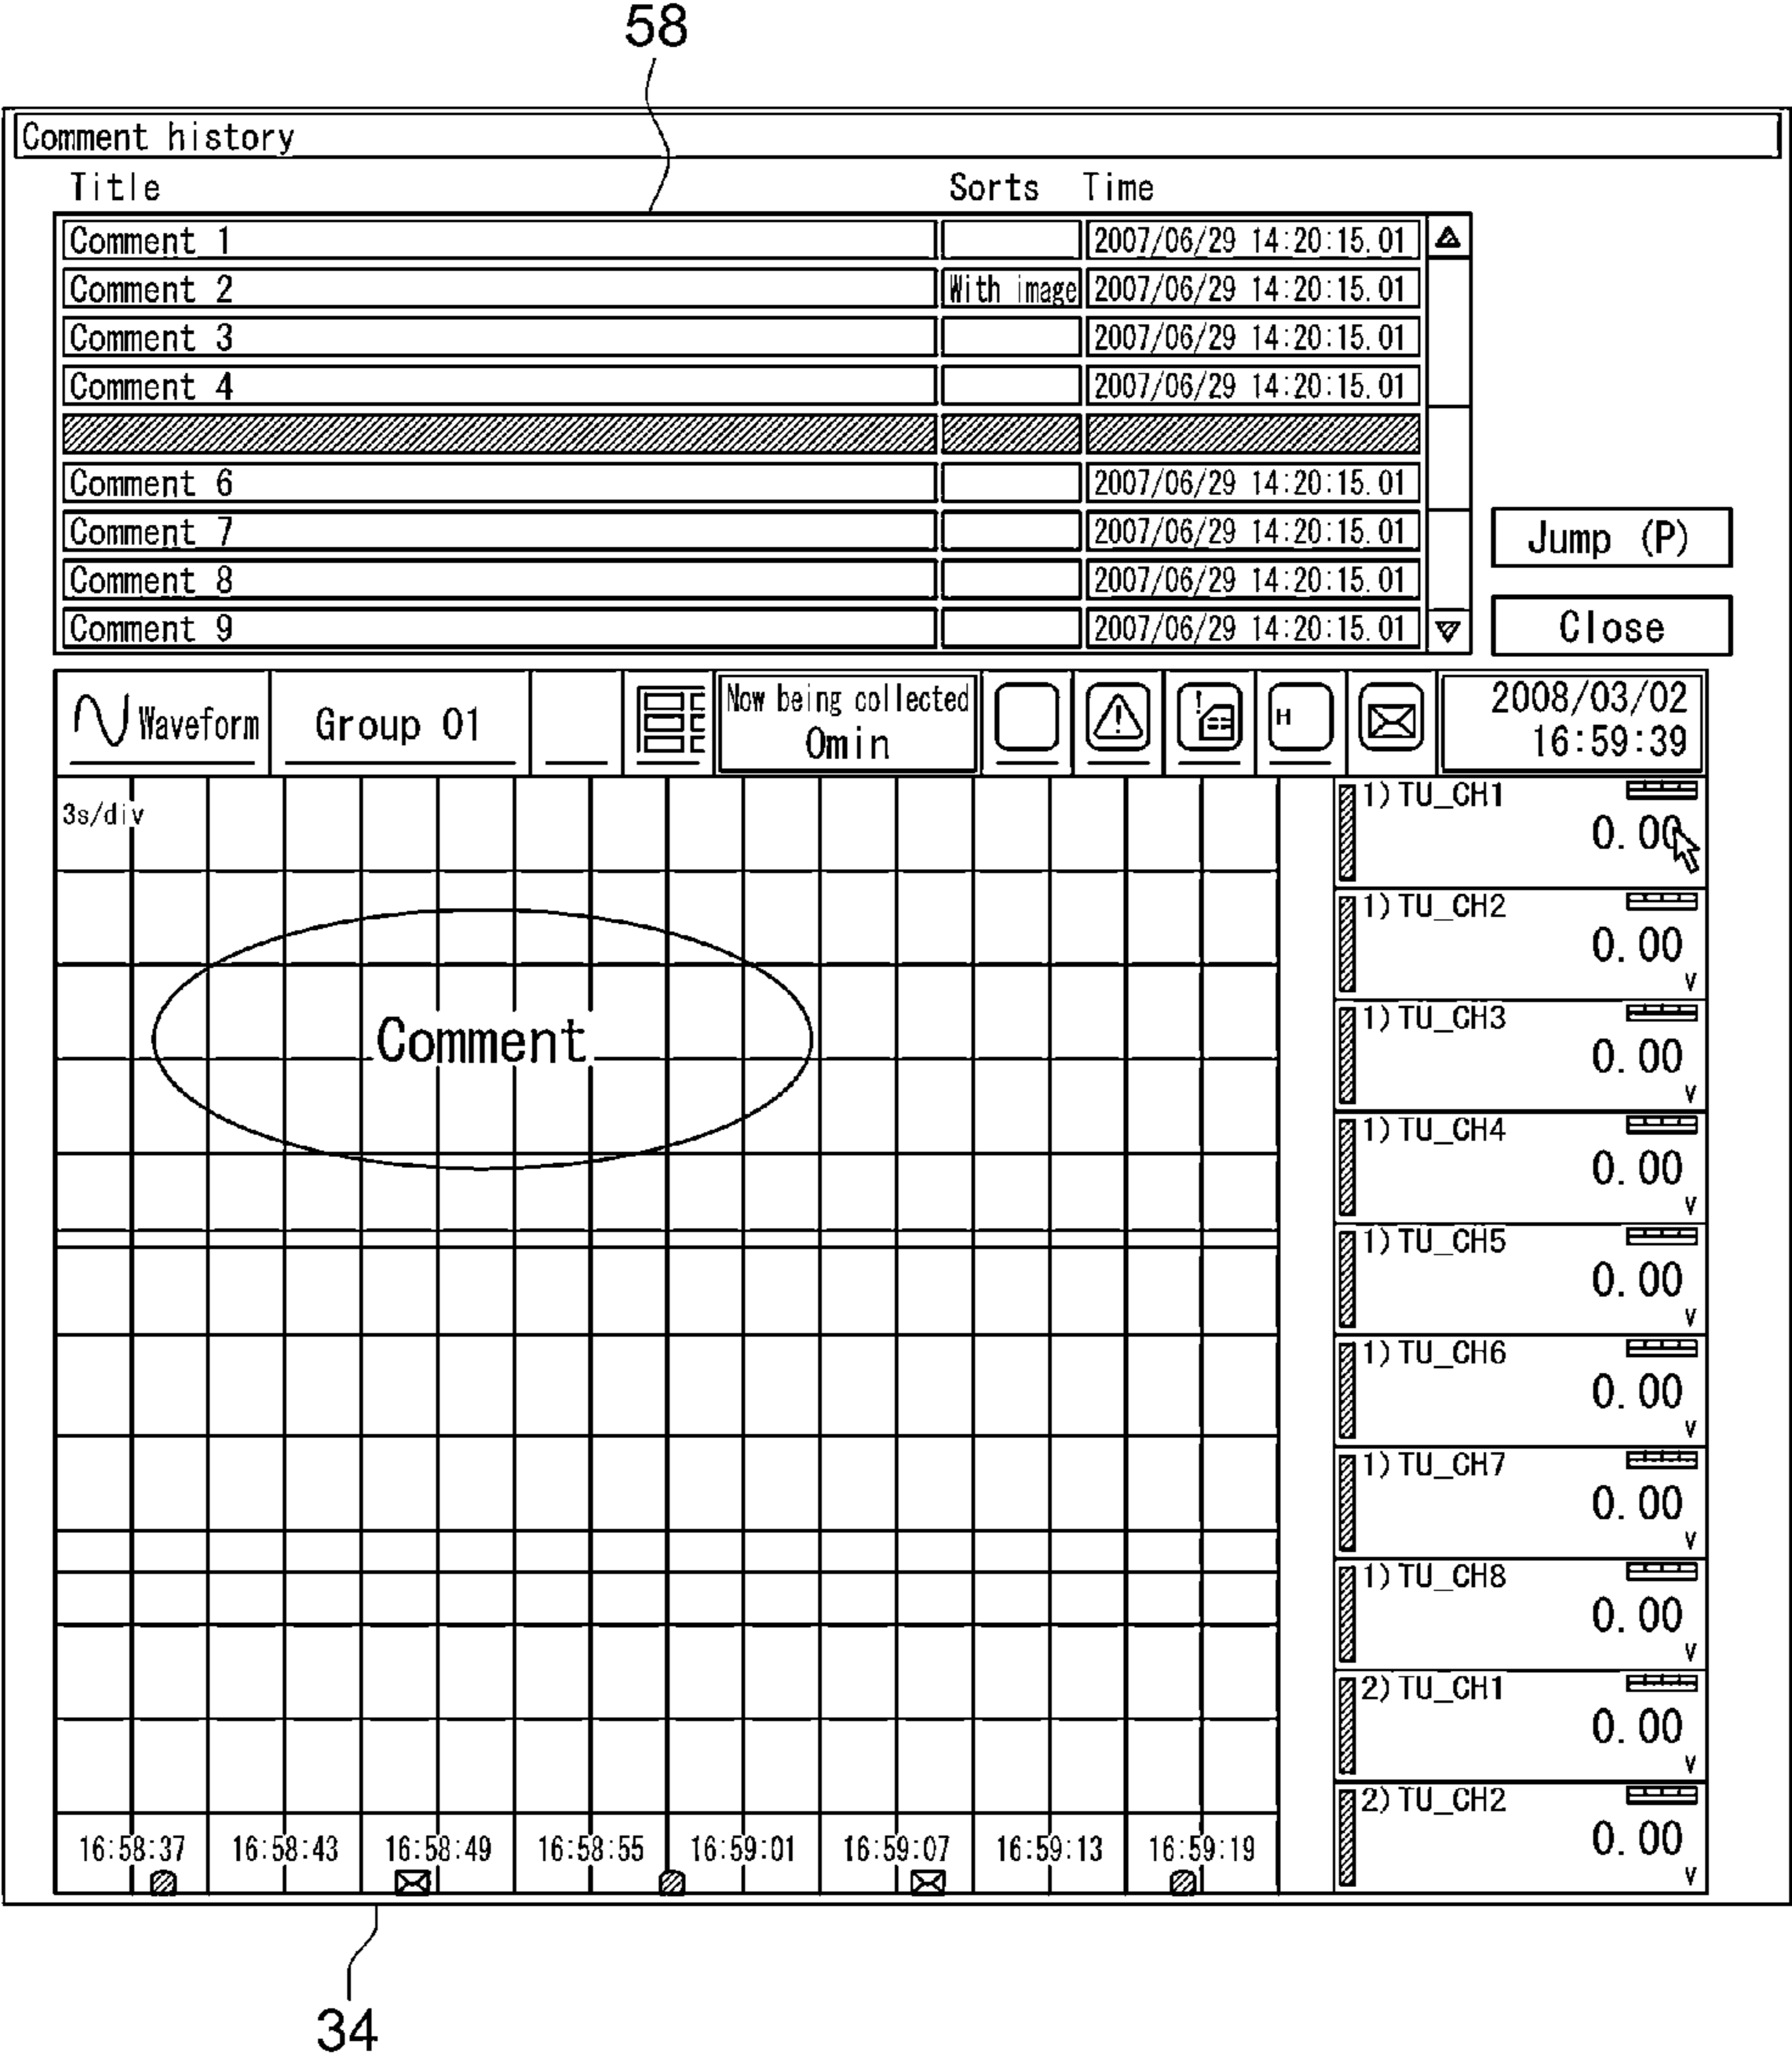 58
Comment history
Title Sorts Time
Comment 1 2007/06/29 14:20:15.01
Comment 2 With image 2007/06/29 14:20:15.01
Comment 3 2007/06/29 14:20:15.01
Comment 4 2007/06/29 14:20:15.01
Comment 6 2007/06/29 14:20:15.01
Comment 7 2007/06/29 14:20:15.01
Comment 8 2007/06/29 14:20:15.01
Comment 9 2007/06/29 14:20:15.01
Jump (P)
Close
Waveform
Group 01
Now being collected
0min
!
!
H
2008/03/02
16:59:39
3s/div
Comment
1)TU_CH1
0.00
1)TU_CH2
0.00
V
1)TU_CH3
0.00
V
1)TU_CH4
0.00
V
1)TU_CH5
0.00
V
1)TU_CH6
0.00
V
1)TU_CH7
0.00
V
1)TU_CH8
0.00
V
2)TU_CH1
0.00
V
2)TU_CH2
0.00
V
16:58:37 16:58:43 16:58:49 16:58:55 16:59:01 16:59:07 16:59:13 16:59:19
34